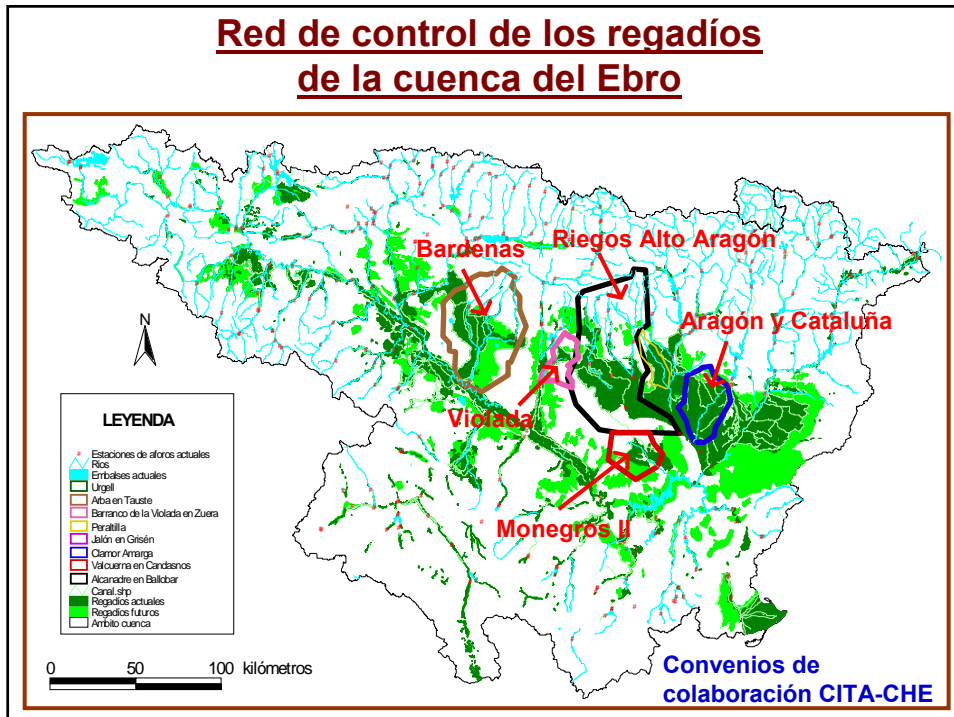 Red de control de los regadíos
de la cuenca del Ebro
Bardenas
Riegos Alto Aragón
Aragón y Cataluña
N
Violada
Monegros II
LEYENDA
Estaciones de aforos actuales
Ríos
Embalses actuales
Urgell
Arba en Tauste
Barranco de la Violada en Zuera
Peraltilla
Jalón en Grisén
Clamor Amarga
Valcuerna en Candasnos
Alcanadre en Ballobar
Canal.shp
Regadíos actuales
Regadíos futuros
Ambito cuenca
0 50 100 kilómetros
Convenios de
colaboración CITA-CHE